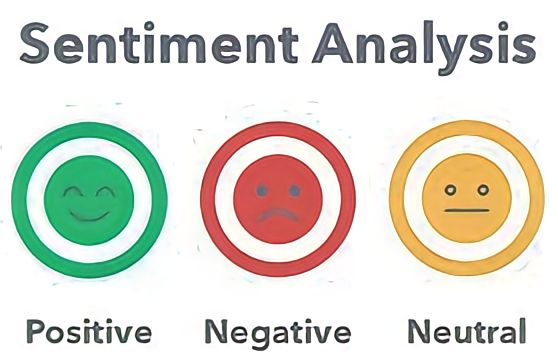 Sentiment Analysis
Positive Negative Neutral